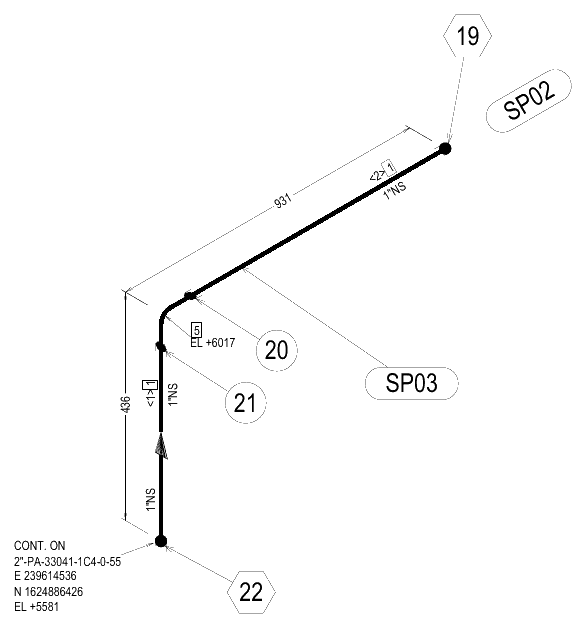 19
SP02
931
<2> 1
1"NS
5
EL +6017
20
SP03
21
<1> 1
1"NS
436
1"NS
CONT. ON
2"-PA-33041-1C4-0-55
E 239614536
N 1624886426
EL +5581
22